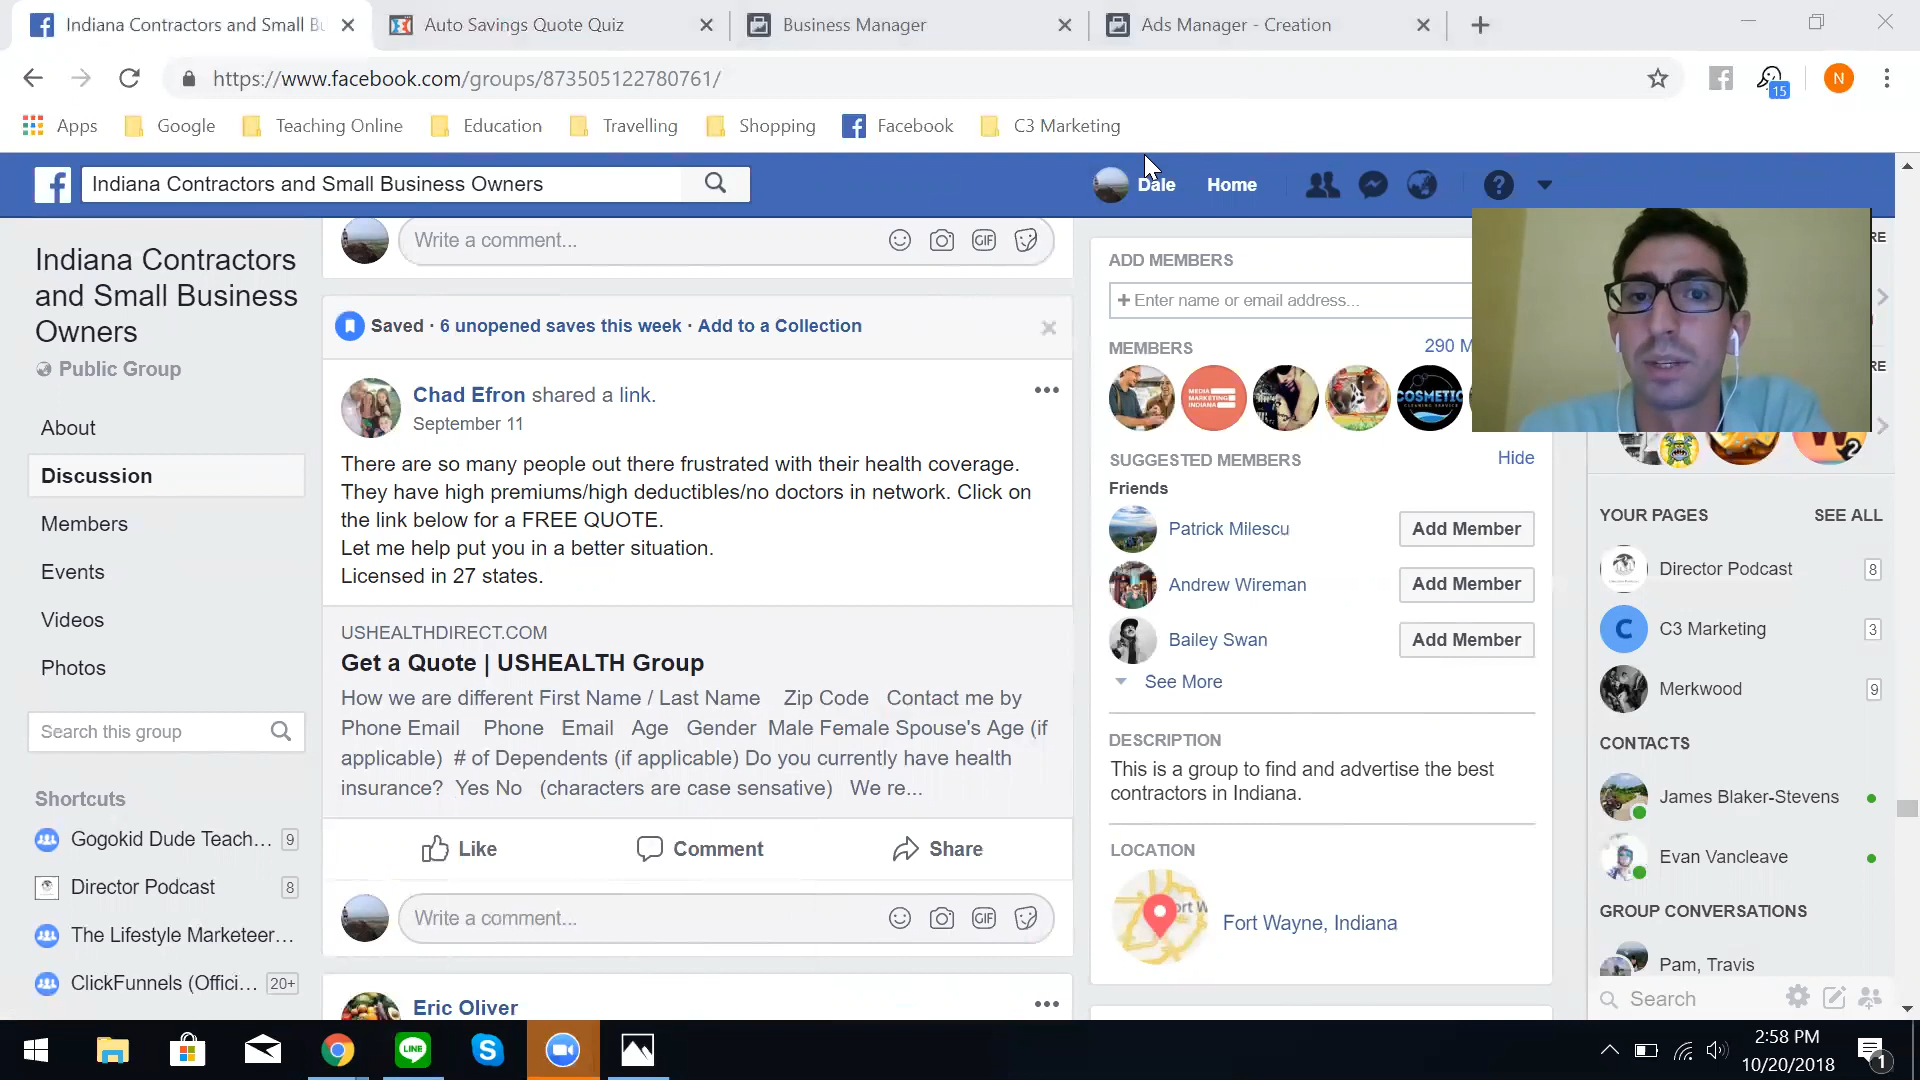 Indiana Contractors and Small B
Auto Savings Quote Quiz
Business Manager
Ads Manager - Creation
https://www.facebook.com/groups/873505122780761/
15
N
Apps
Google
Teaching Online
Education
Travelling
Shopping
Facebook
C3 Marketing
Indiana Contractors and Small Business Owners
Dale
Home
Indiana Contractors
and Small Business
Owners
Public Group
About
Discussion
Members
Events
Videos
Photos
Search this group
Shortcuts
Gogokid Dude Teach... 9
Director Podcast 8
The Lifestyle Marketeer...
ClickFunnels (Offici... 20+
Write a comment...
GIF
Saved · 6 unopened saves this week · Add to a Collection
Chad Efron shared a link.
September 11
There are so many people out there frustrated with their health coverage.
They have high premiums/high deductibles/no doctors in network. Click on
the link below for a FREE QUOTE.
Let me help put you in a better situation.
Licensed in 27 states.
USHEALTHDIRECT.COM
Get a Quote | USHEALTH Group
How we are different First Name / Last Name Zip Code Contact me by
Phone Email Phone Email Age Gender Male Female Spouse's Age (if
applicable) # of Dependents (if applicable) Do you currently have health
insurance? Yes No (characters are case sensative) We re...
Like
Comment
Share
Write a comment...
GIF
Eric Oliver
ADD MEMBERS
+ Enter name or email address...
MEMBERS
290 M
MEDIA
MARKETING
INDIANA
COSMETIC
SUGGESTED MEMBERS
Hide
Friends
Patrick Milescu
Add Member
Andrew Wireman
Add Member
Bailey Swan
Add Member
See More
DESCRIPTION
This is a group to find and advertise the best
contractors in Indiana.
LOCATION
ort W
Fort Wayne, Indiana
RE
RE
YOUR PAGES
SEE ALL
Director Podcast 8
C
C3 Marketing 3
Merkwood 9
CONTACTS
James Blaker-Stevens
Evan Vancleave
GROUP CONVERSATIONS
Pam, Travis
Search
LINE
2:58 PM
10/20/2018
1